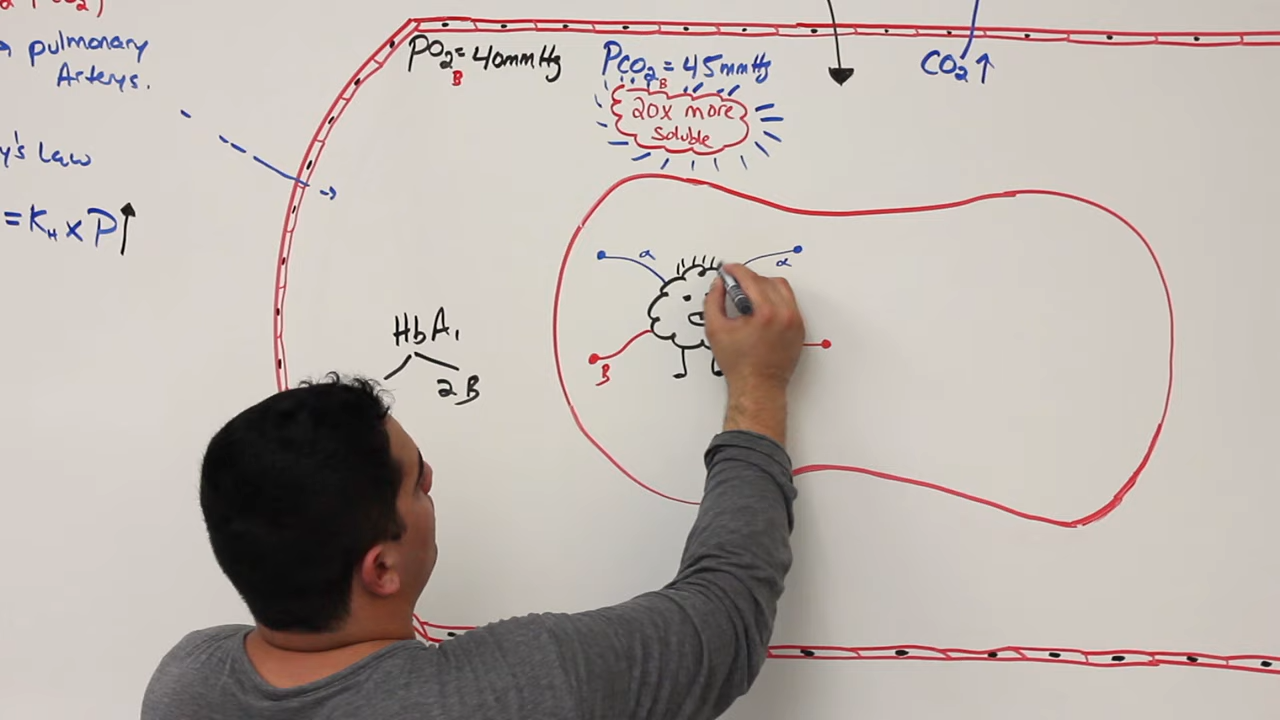 pulmonary
Arterys.
y's Law
= KH x P↑
PO₂ = 40mmHg
B
PCO₂ = 45mmHg
B
20x more
Soluble
CO₂ ↑
HbA₁
2B
α
α
B